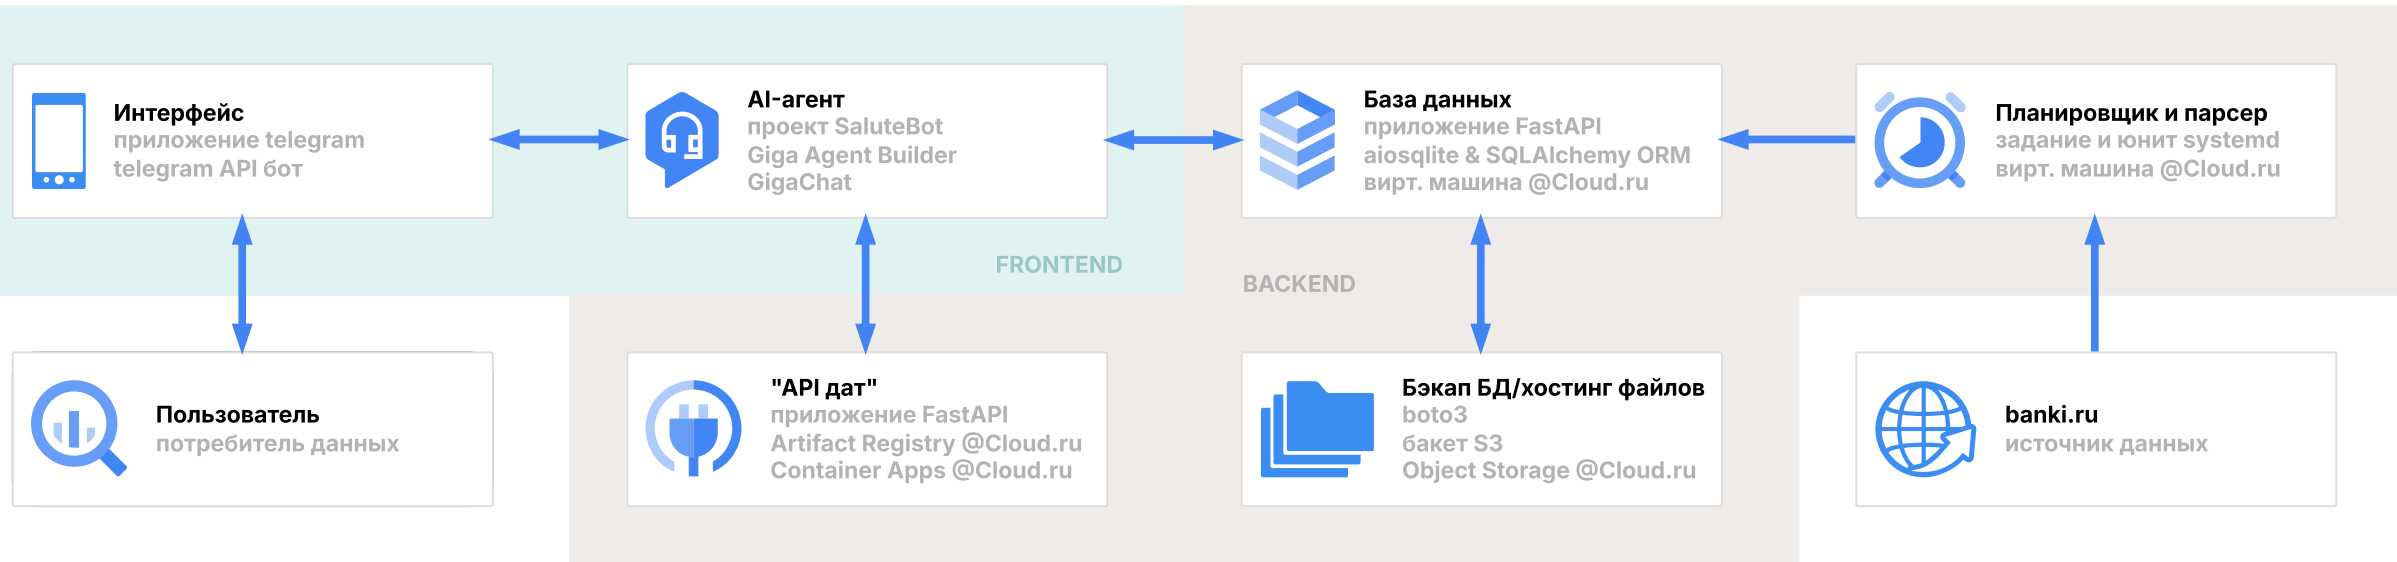 Интерфейс
приложение telegram
telegram API бот
AI-агент
проект SaluteBot
Giga Agent Builder
GigaChat
База данных
приложение FastAPI
aiosqlite & SQLAlchemy ORM
вирт. машина @Cloud.ru
Планировщик и парсер
задание и юнит systemd
вирт. машина @Cloud.ru
FRONTEND
BACKEND
Пользователь
потребитель данных
"API дат"
приложение FastAPI
Artifact Registry @Cloud.ru
Container Apps @Cloud.ru
Бэкап БД/хостинг файлов
boto3
бакет S3
Object Storage @Cloud.ru
banki.ru
источник данных